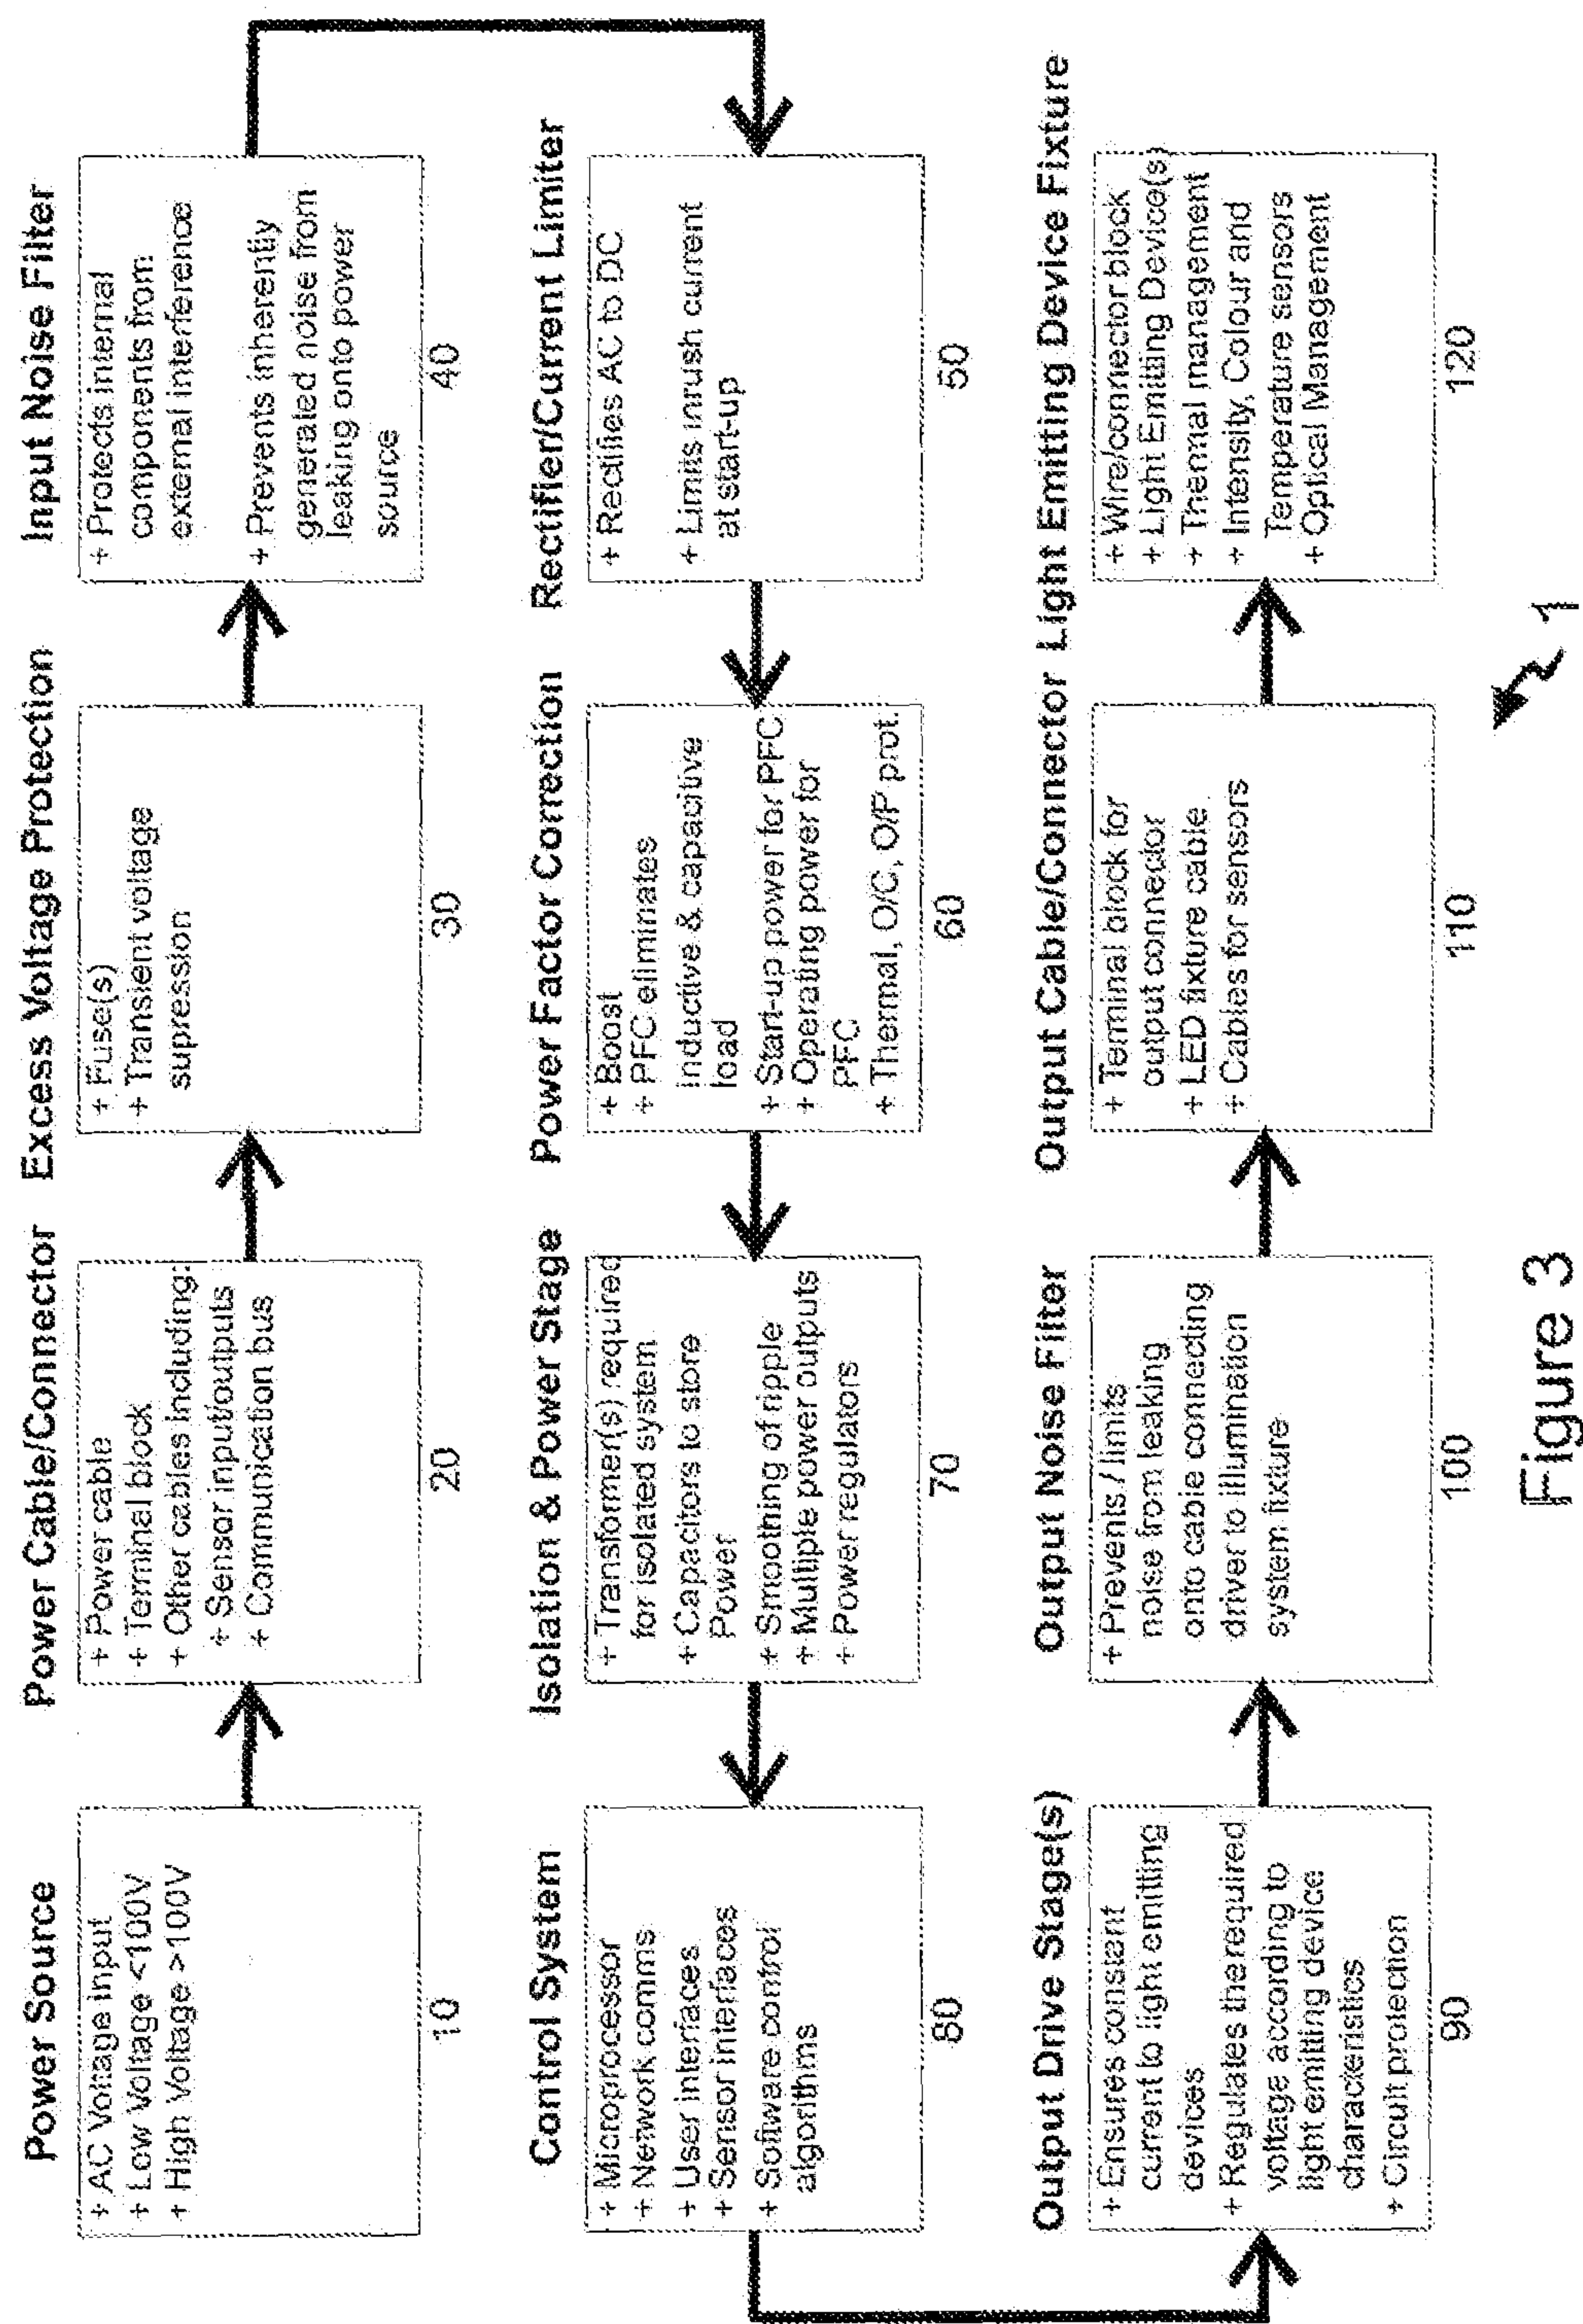 Power Source
+ AC Voltage input
+ Low Voltage <100V
+ High Voltage >100V
10
Power Cable/Connector
+ Power cable
+ Terminal block
+ Other cables including:
+ Sensor input/outputs
+ Communication bus
20
Excess Voltage Protection
+ Fuse(s)
+ Transient voltage
supression
30
Input Noise Filter
+ Protects internal
components from
external interference
+ Prevents inherently
generated noise from
leaking onto power
source
40
Control System
+ Microprocessor
+ Network comms
+ User interfaces
+ Sensor interfaces
+ Software control
algorithms
80
Isolation & Power Stage
+ Transformer(s) required
for isolated system
+ Capacitors to store
Power
+ Smoothing of ripple
+ Multiple power outputs
+ Power regulators
70
Power Factor Correction
+ Boost
+ PFC eliminates
inductive & capacitive
load
+ Start-up power for PFC
+ Operating power for
PFC
+ Thermal, O/C, O/P prot.
60
Rectifier/Current Limiter
+ Rectifies AC to DC
+ Limits inrush current
at start-up
50
Output Drive Stage(s)
+ Ensures constant
current to light emitting
devices
+ Regulates the required
voltage according to
light emitting device
characteristics
+ Circuit protection
90
Output Noise Filter
+ Prevents / limits
noise from leaking
onto cable connecting
driver to illumination
system fixture
100
Output Cable/Connector
+ Terminal block for
output connector
+ LED fixture cable
+ Cables for sensors
110
Light Emitting Device Fixture
+ Wire/connector block
+ Light Emitting Device(s)
+ Thermal management
+ Intensity, Colour and
Temperature sensors
+ Optical Management
120
1
Figure 3